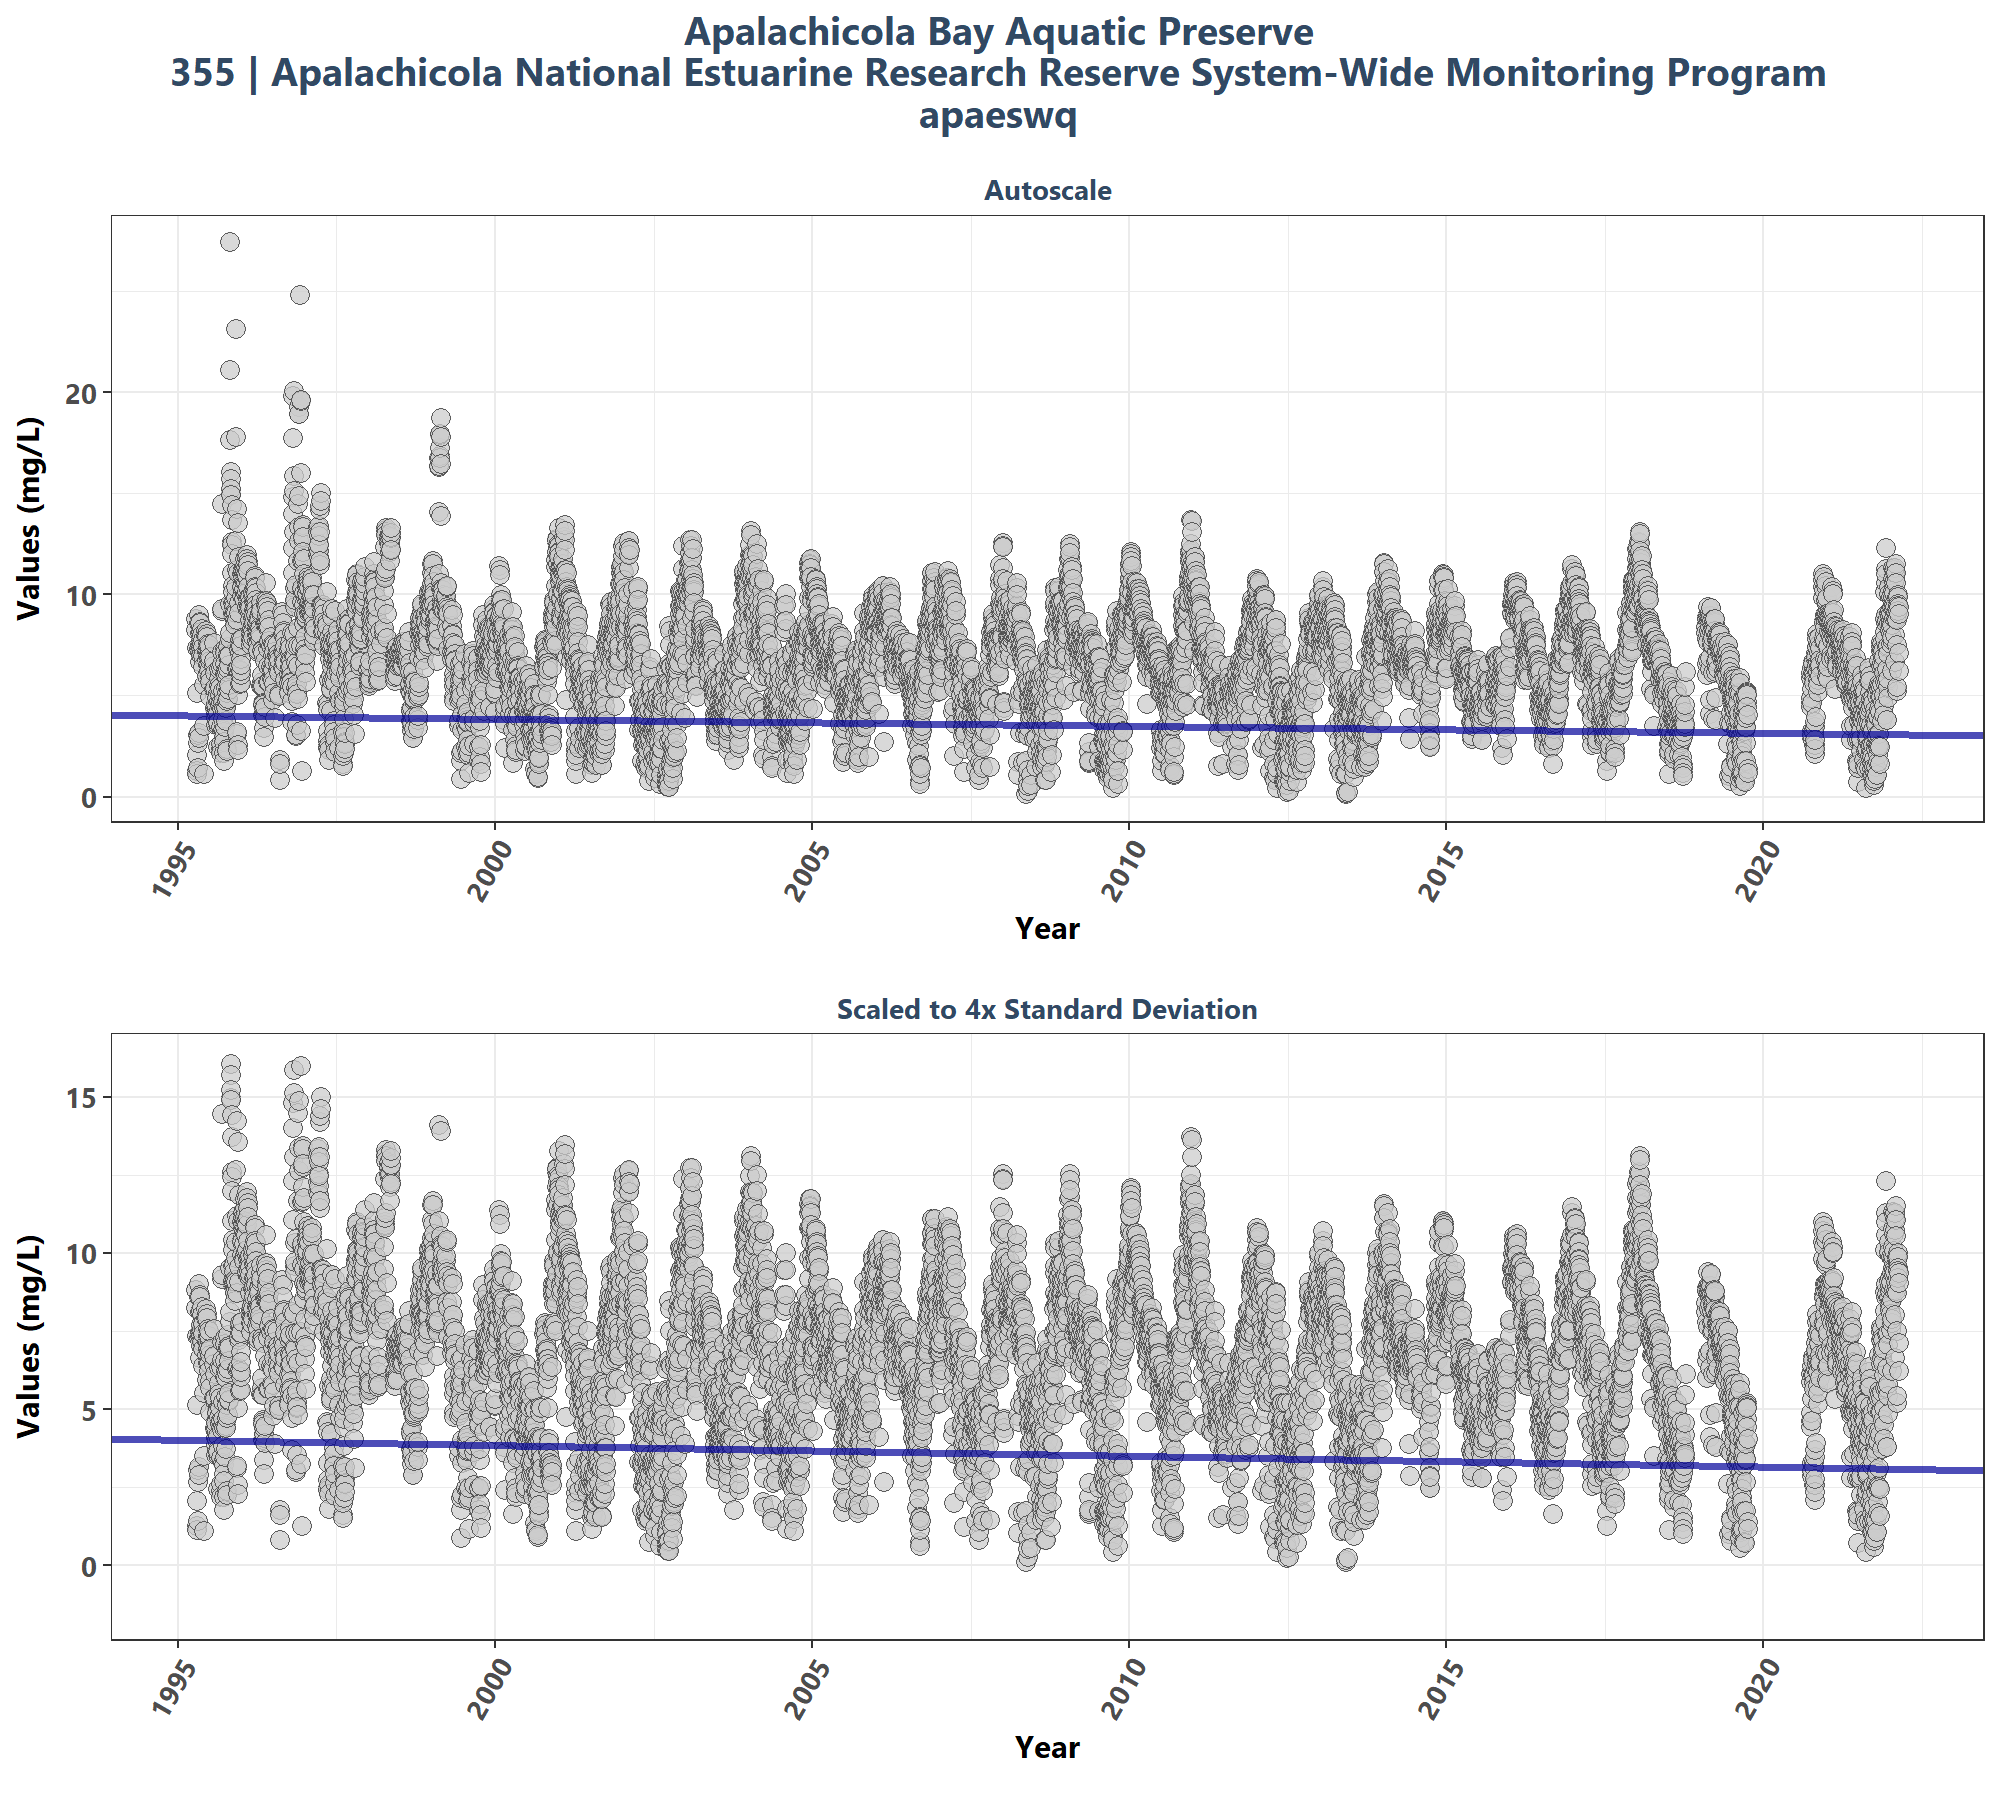 Apalachicola Bay Aquatic Preserve
355 | Apalachicola National Estuarine Research Reserve System-Wide Monitoring Program
apaeswq
Autoscale
Values (mg/L)
20
10
0
1995
2000
2005
2010
2015
2020
Year
Scaled to 4x Standard Deviation
Values (mg/L)
15
10
5
0
1995
2000
2005
2010
2015
2020
Year